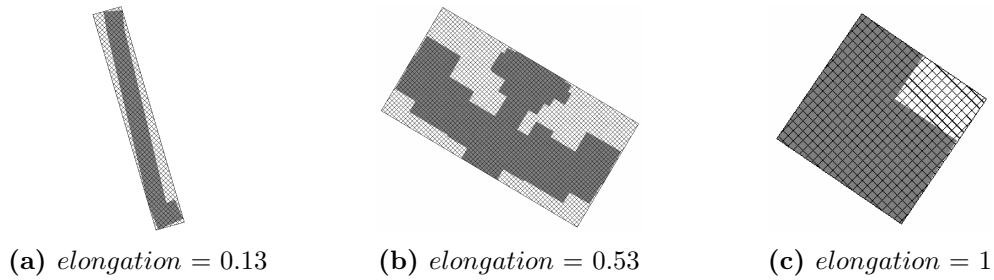 (a) elongation = 0.13 (b) elongation = 0.53 (c) elongation = 1